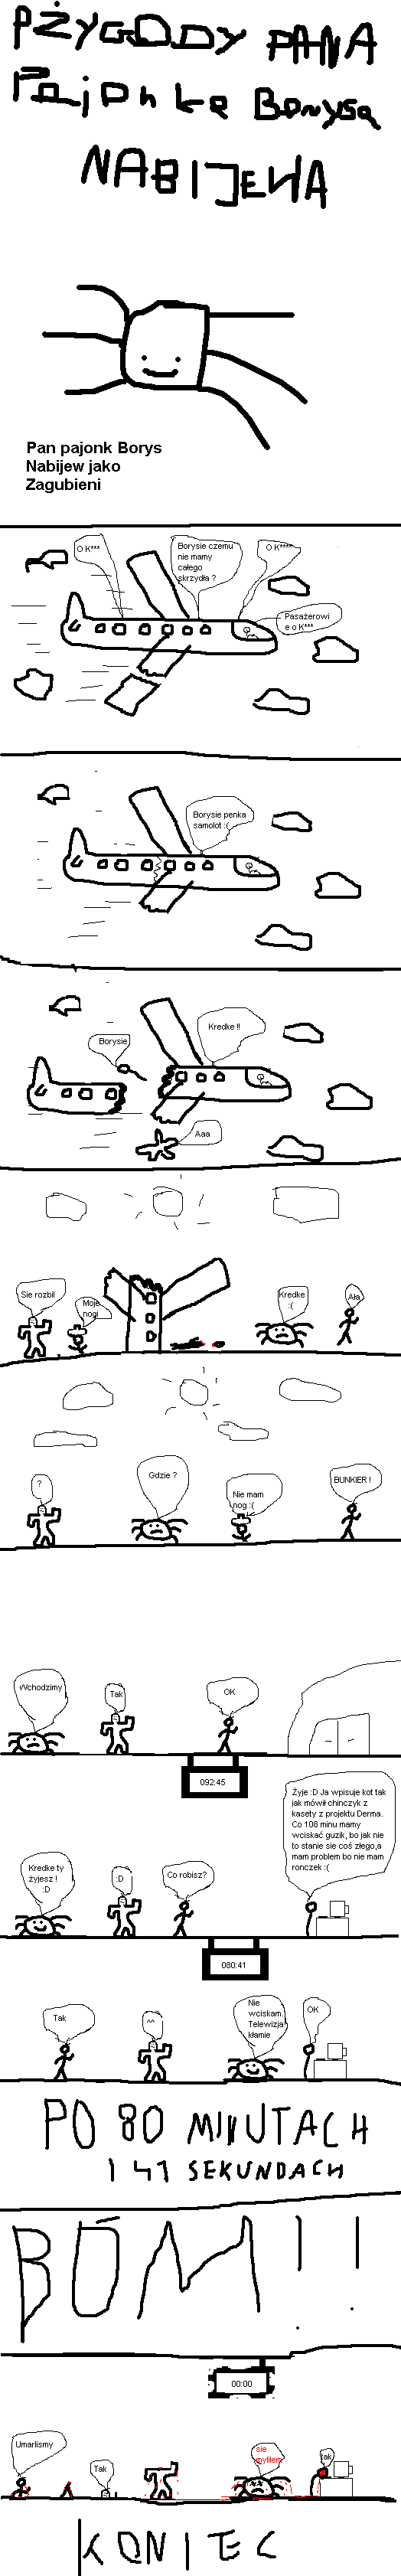 PŻYGODY PANA
Pajonka Borysa
NABIJEWA
Pan pajonk Borys
Nabijew jako
Zagubieni
O K***
Borysie czemu
nie mamy
całego
skrzydła ?
O K***
Pasażerowi
e o K***
Borysie penka
samolot :(
Borysie
Kredke !!
Aaa
Sie rozbil
Moje
nogi
Kredke
:(
Ała
?
Gdzie ?
Nie mam
nog :(
BUNKIER !
Wchodzimy
Tak
OK
092:45
Żyje :D Ja wpisuje kot tak
jak mówił chinczyk z
kasety z projektu Derma.
Co 108 minu mamy
wciskać guzik, bo jak nie
to stanie sie coś złego,a
mam problem bo nie mam
ronczek :(
Kredke ty
żyjesz !
:D
:D
Co robisz?
080:41
Tak
^^
Nie
wciskam.
Telewizja
kłamie
OK
PO 80 MINUTACH
I 41 SEKUNDACH
BÓM!!
00:00
Umarlismy
Tak
sie
mylilem
tak
KONIEC